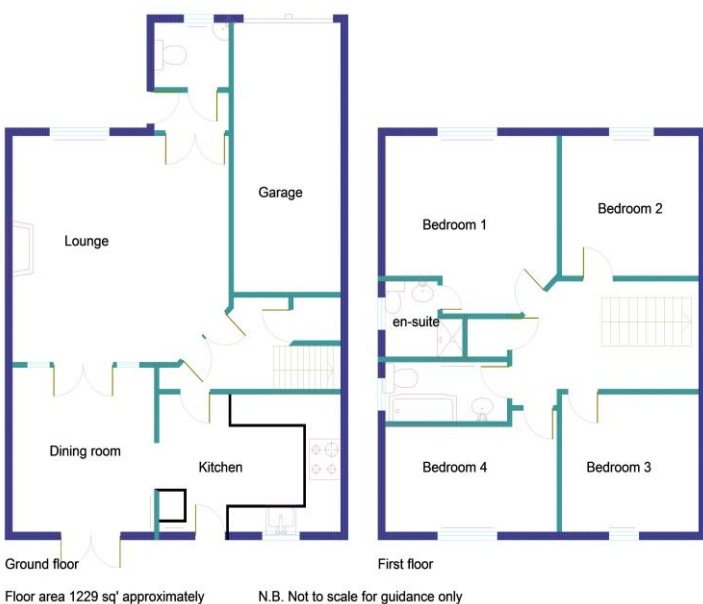 Garage
Lounge
Dining room
Kitchen
Ground floor
Bedroom 1
Bedroom 2
en-suite
Bedroom 4
Bedroom 3
First floor
Floor area 1229 sq' approximately
N.B. Not to scale for guidance only